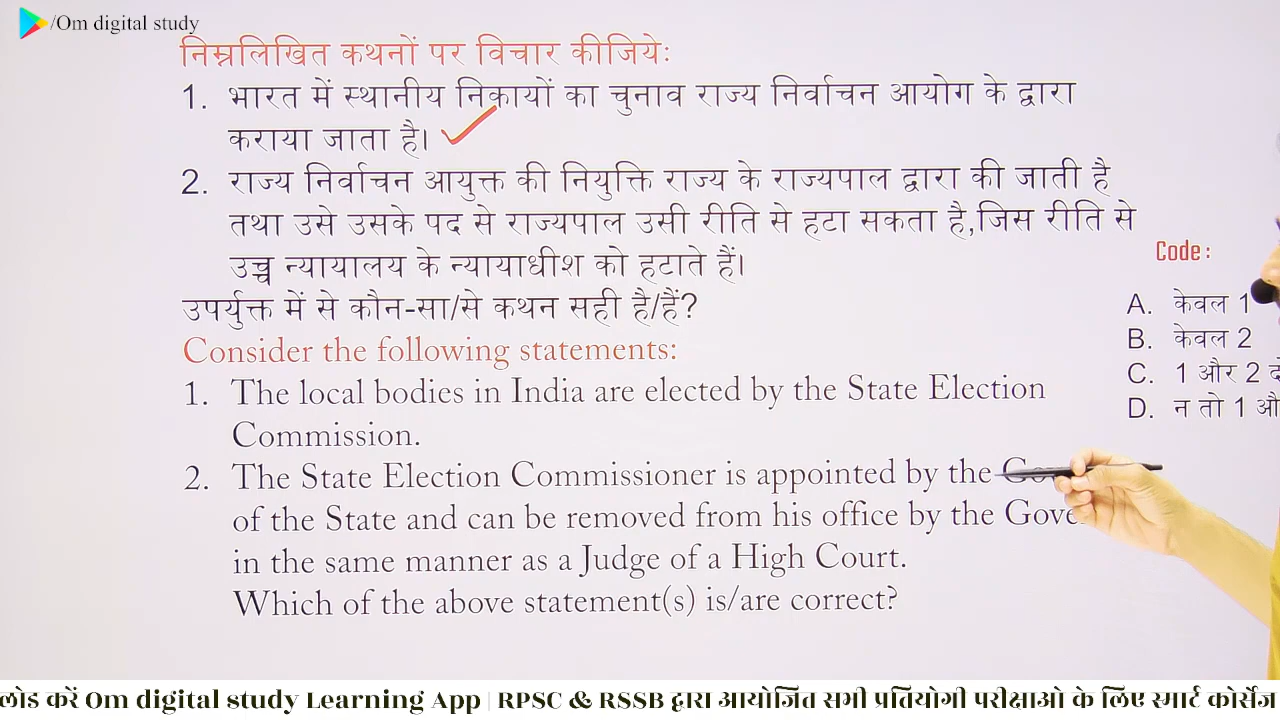 /Om digital study
निम्नलिखित कथनों पर विचार कीजिये:
1. भारत में स्थानीय निकायों का चुनाव राज्य निर्वाचन आयोग के द्वारा
कराया जाता है।
2. राज्य निर्वाचन आयुक्त की नियुक्ति राज्य के राज्यपाल द्वारा की जाती है
तथा उसे उसके पद से राज्यपाल उसी रीति से हटा सकता है,जिस रीति से
उच्च न्यायालय के न्यायाधीश को हटाते हैं।
उपर्युक्त में से कौन-सा/से कथन सही है/हैं?
Consider the following statements:
1. The local bodies in India are elected by the State Election
Commission.
2. The State Election Commissioner is appointed by the
of the State and can be removed from his office by the
in the same manner as a Judge of a High Court.
Which of the above statement(s) is/are correct?
Code :
A. केवल 1
B. केवल 2
C. 1 और 2
D. न तो 1
लोड करें Om digital study Learning App | RPSC & RSSB द्वारा आयोजित सभी प्रतियोगी परीक्षाओ के लिए स्मार्ट कोर्सेज